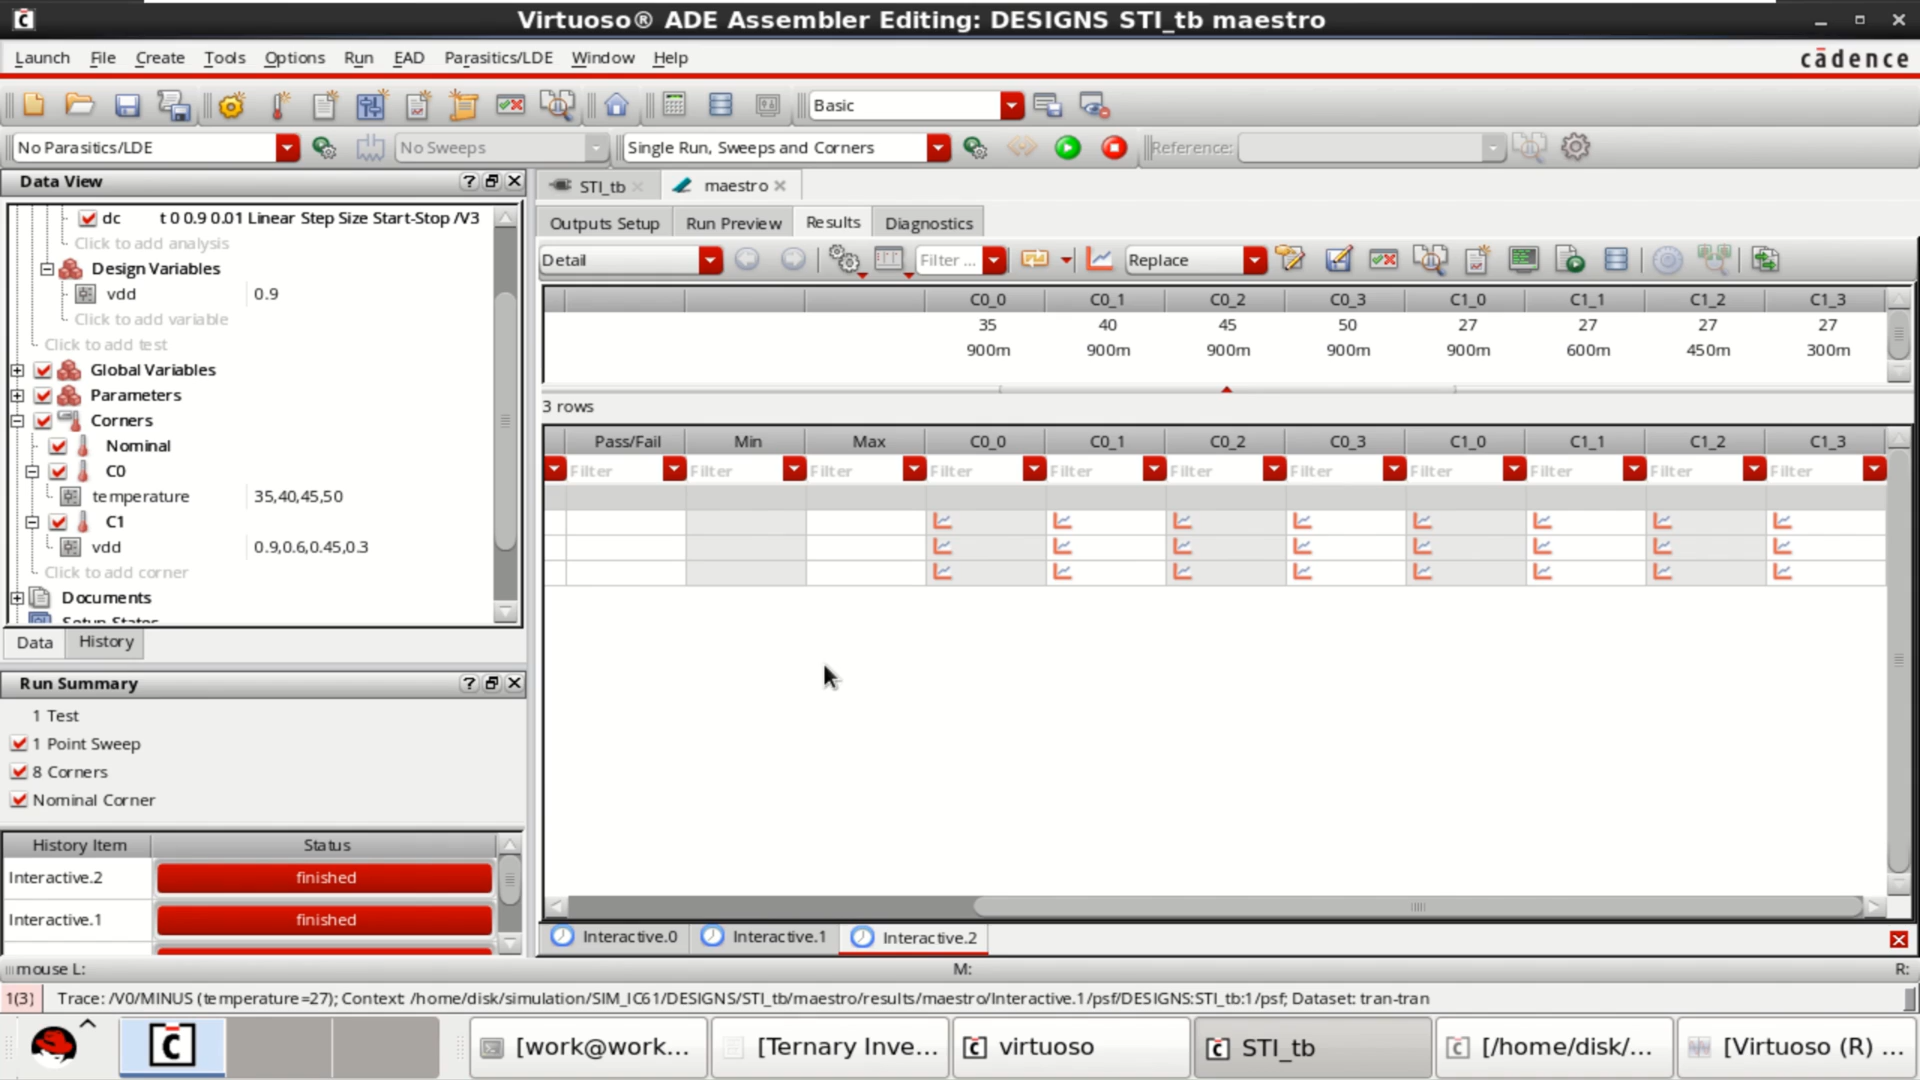 Virtuoso® ADE Assembler Editing: DESIGNS STI_tb maestro
Launch File Create Tools Options Run EAD Parasitics/LDE Window Help cādence
Basic
No Parasitics/LDE No Sweeps Single Run, Sweeps and Corners Reference:
Data View
dc t 0 0.9 0.01 Linear Step Size Start-Stop /V3
Click to add analysis
Design Variables
vdd 0.9
Click to add variable
Click to add test
Global Variables
Parameters
Corners
Nominal
C0
temperature 35,40,45,50
C1
vdd 0.9,0.6,0.45,0.3
Click to add corner
Documents
Setup States
Data History
Run Summary
1 Test
1 Point Sweep
8 Corners
Nominal Corner
History Item Status
Interactive.2 finished
Interactive.1 finished
STI_tb maestro
Outputs Setup Run Preview Results Diagnostics
Detail Filter ... Replace
C0_0 C0_1 C0_2 C0_3 C1_0 C1_1 C1_2 C1_3
35 40 45 50 27 27 27 27
900m 900m 900m 900m 900m 600m 450m 300m
3 rows
Pass/Fail Min Max C0_0 C0_1 C0_2 C0_3 C1_0 C1_1 C1_2 C1_3
Filter Filter Filter Filter Filter Filter Filter Filter Filter Filter Filter
Interactive.0 Interactive.1 Interactive.2
mouse L: M: R:
1(3) Trace: /V0/MINUS (temperature=27); Context: /home/disk/simulation/SIM_IC61/DESIGNS/STI_tb/maestro/results/maestro/Interactive.1/psf/DESIGNS:STI_tb:1/psf; Dataset: tran-tran
[work@work... [Ternary Inve... virtuoso STI_tb [/home/disk/... [Virtuoso (R) ...